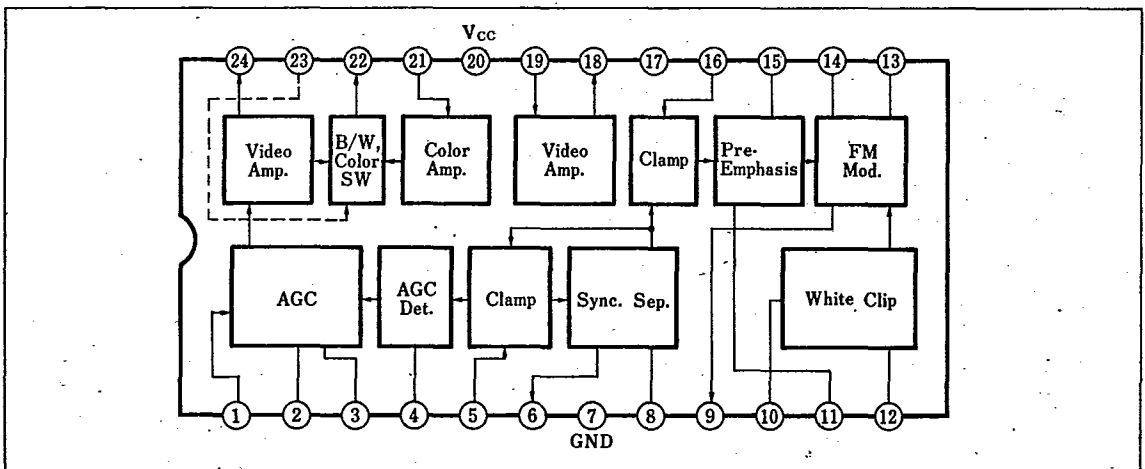 Vcc
24 23 22 21 20 19 18 17 16 15 14 13
Video
Amp.
B/W,
Color
SW
Color
Amp.
Video
Amp.
Clamp
Pre-
Emphasis
FM
Mod.
AGC
AGC
Det.
Clamp
Sync. Sep.
White Clip
1 2 3 4 5 6 7 8 9 10 11 12
GND